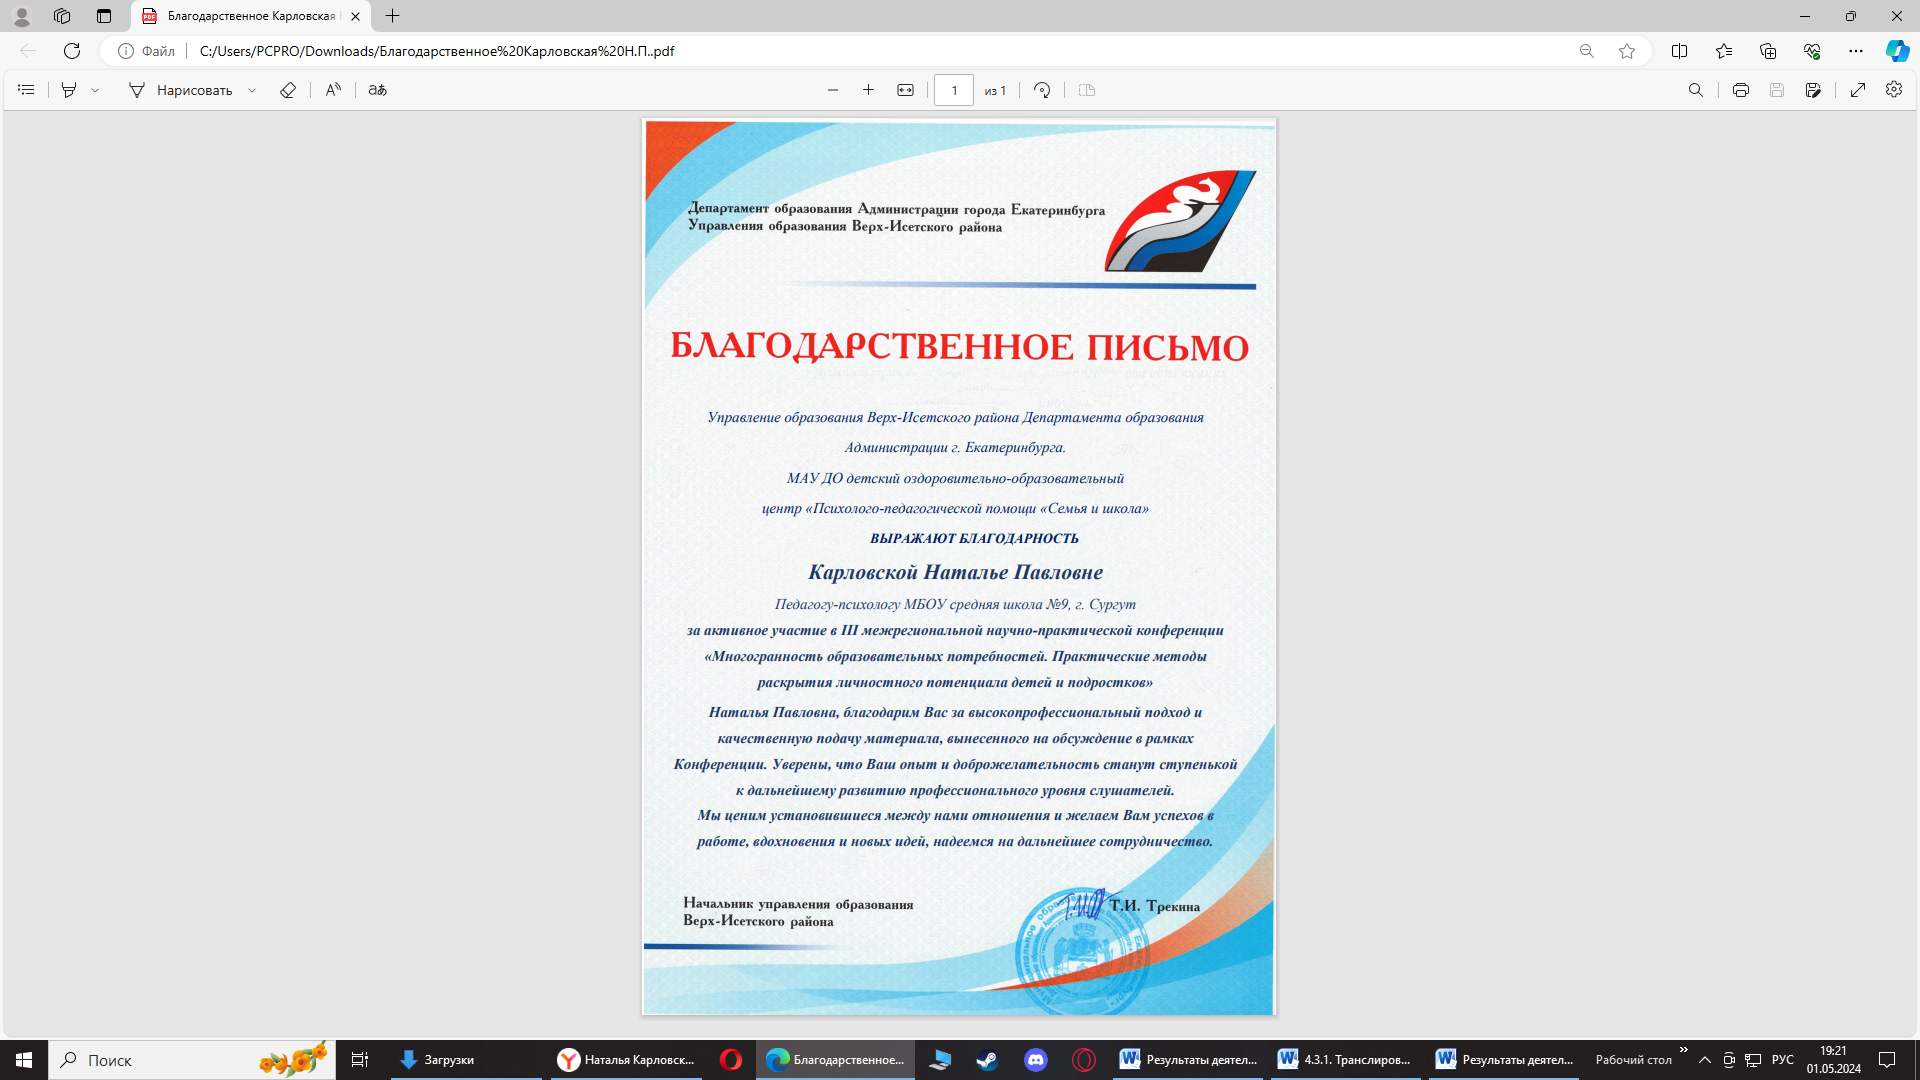 Благодарственное Карловская
Файл
C:/Users/PCPRO/Downloads/Благодарственное%20Карловская%20Н.П..pdf
Нарисовать
1
из 1
Департамент образования Администрации города Екатеринбурга
Управления образования Верх-Исетского района
БЛАГОДАРСТВЕННОЕ ПИСЬМО
Управление образования Верх-Исетского района Департамента образования
Администрации г. Екатеринбурга.
МАУ ДО детский оздоровительно-образовательный
центр «Психолого-педагогической помощи «Семья и школа»
ВЫРАЖАЮТ БЛАГОДАРНОСТЬ
Карловской Наталье Павловне
Педагогу-психологу МБОУ средняя школа №9, г. Сургут
за активное участие в III межрегиональной научно-практической конференции
«Многогранность образовательных потребностей. Практические методы
раскрытия личностного потенциала детей и подростков»
Наталья Павловна, благодарим Вас за высокопрофессиональный подход и
качественную подачу материала, вынесенного на обсуждение в рамках
Конференции. Уверены, что Ваш опыт и доброжелательность станут ступенькой
к дальнейшему развитию профессионального уровня слушателей.
Мы ценим установившиеся между нами отношения и желаем Вам успехов в
работе, вдохновения и новых идей, надеемся на дальнейшее сотрудничество.
Начальник управления образования
Верх-Исетского района
Т.И. Трекина
Поиск
Загрузки
Наталья Карловск...
Благодарственное...
Результаты деятел...
4.3.1. Транслиров...
Результаты деятел...
Рабочий стол
РУС
19:21
01.05.2024